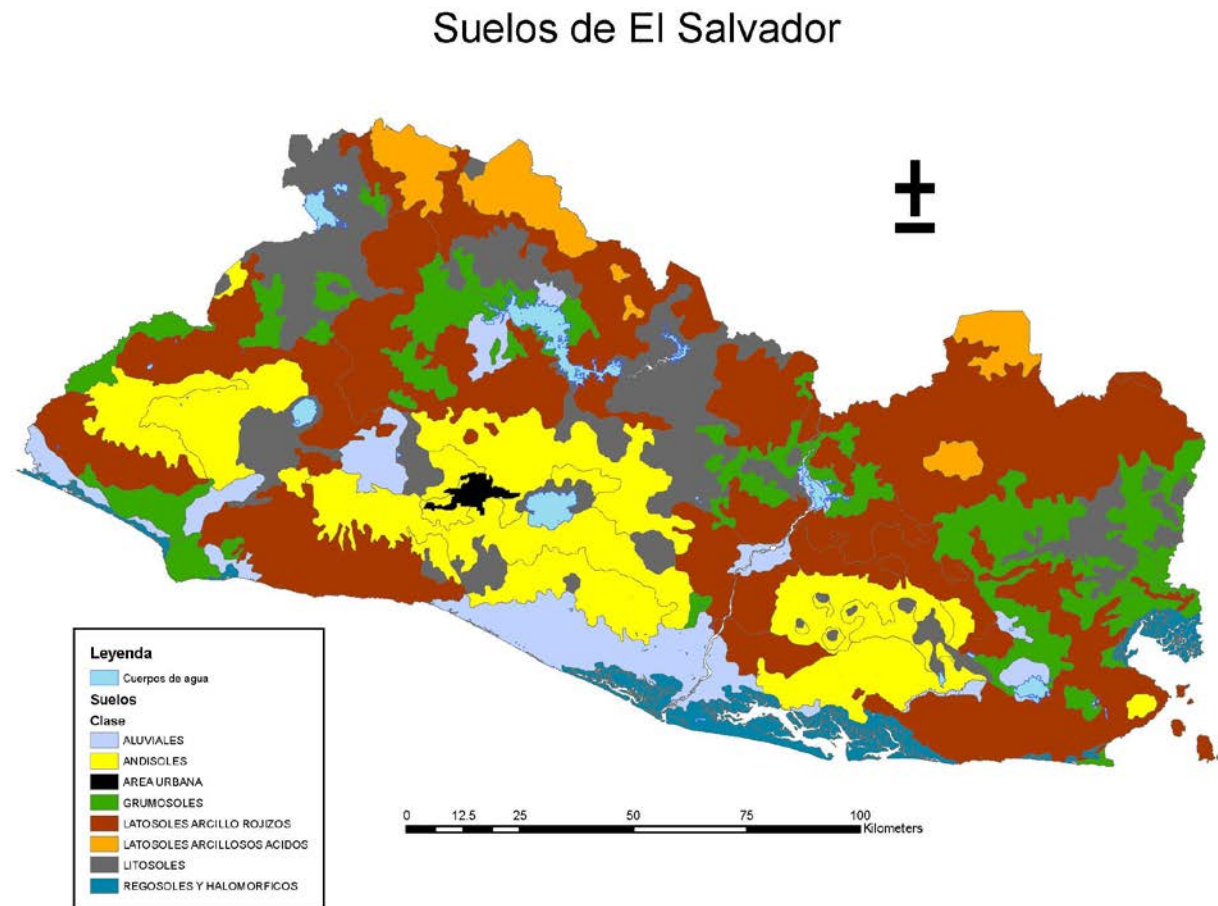 Suelos de El Salvador
Leyenda
Cuerpos de agua
Suelos
Clase
ALUVIALES
ANDISOLES
AREA URBANA
GRUMOSOLES
LATOSOLES ARCILLO ROJIZOS
LATOSOLES ARCILLOSOS ACIDOS
LITOSOLES
REGOSOLES Y HALOMORFICOS
0 12.5 25 50 75 100
Kilometers